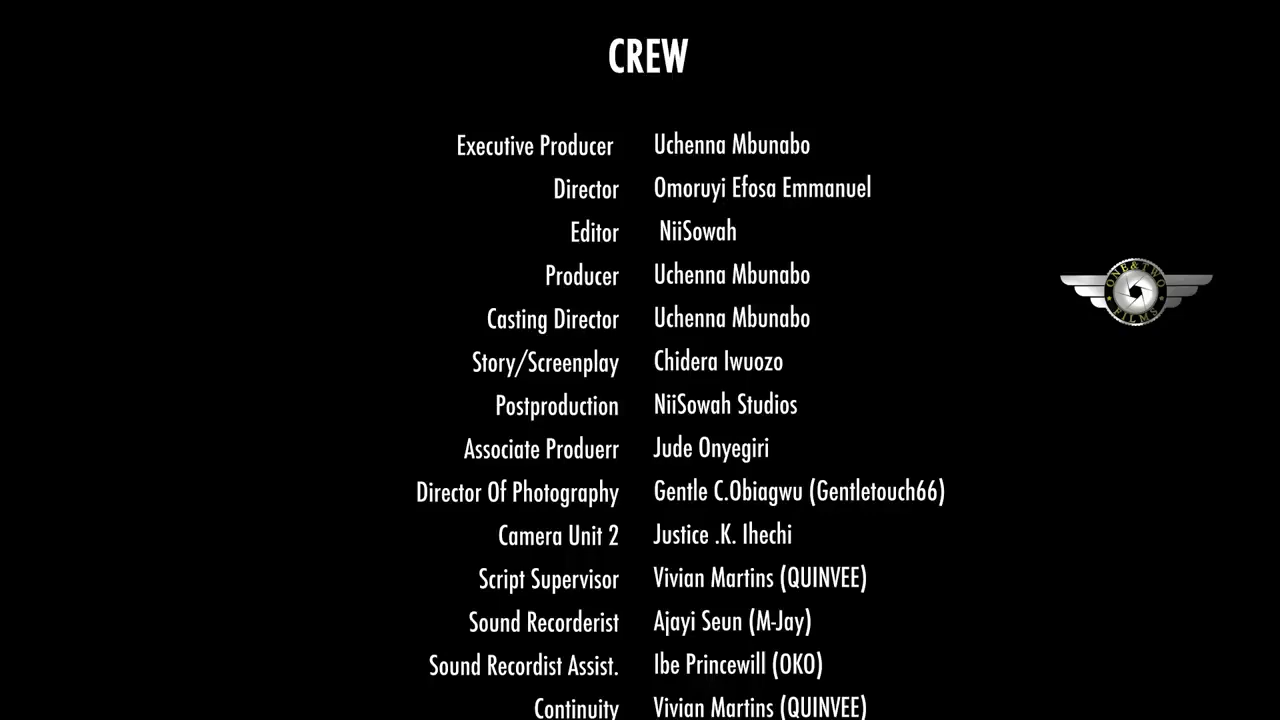 CREW
Executive Producer Uchenna Mbunabo
Director Omoruyi Efosa Emmanuel
Editor NiiSowah
Producer Uchenna Mbunabo
Casting Director Uchenna Mbunabo
Story/Screenplay Chidera Iwuozo
Postproduction NiiSowah Studios
Associate Produerr Jude Onyegiri
Director Of Photography Gentle C.Obiagwu (Gentletouch66)
Camera Unit 2 Justice .K. Ihechi
Script Supervisor Vivian Martins (QUINVEE)
Sound Recorderist Ajayi Seun (M-Jay)
Sound Recordist Assist. Ibe Princewill (OKO)
Continuity Vivian Martins (QUINVEE)
ONE&TWO
FILMS